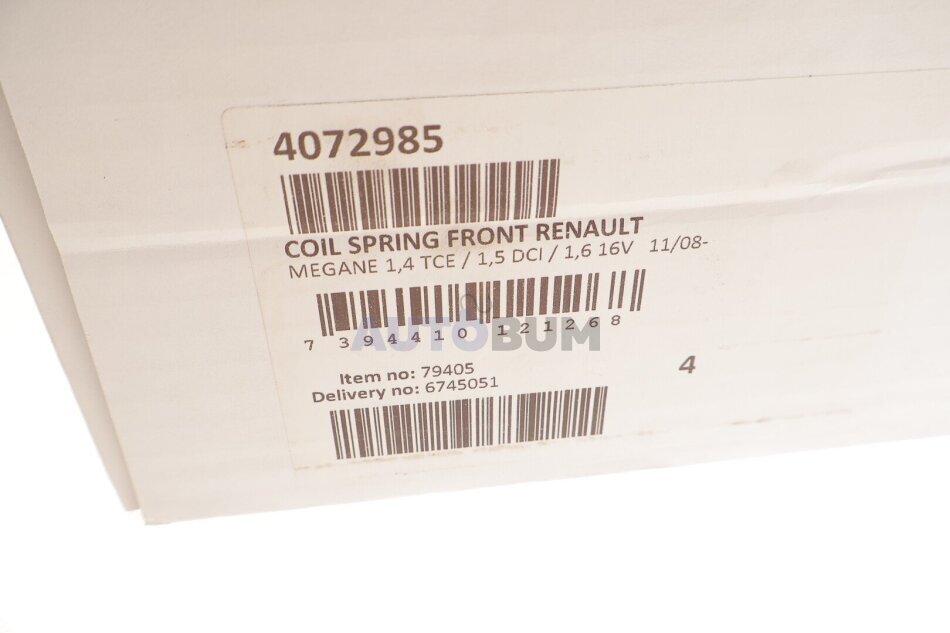 4072985
COIL SPRING FRONT RENAULT
MEGANE 1,4 TCE / 1,5 DCI / 1,6 16V 11/08-
7 394410 121268
AUTOBUM
Item no: 79405
Delivery no: 6745051
4